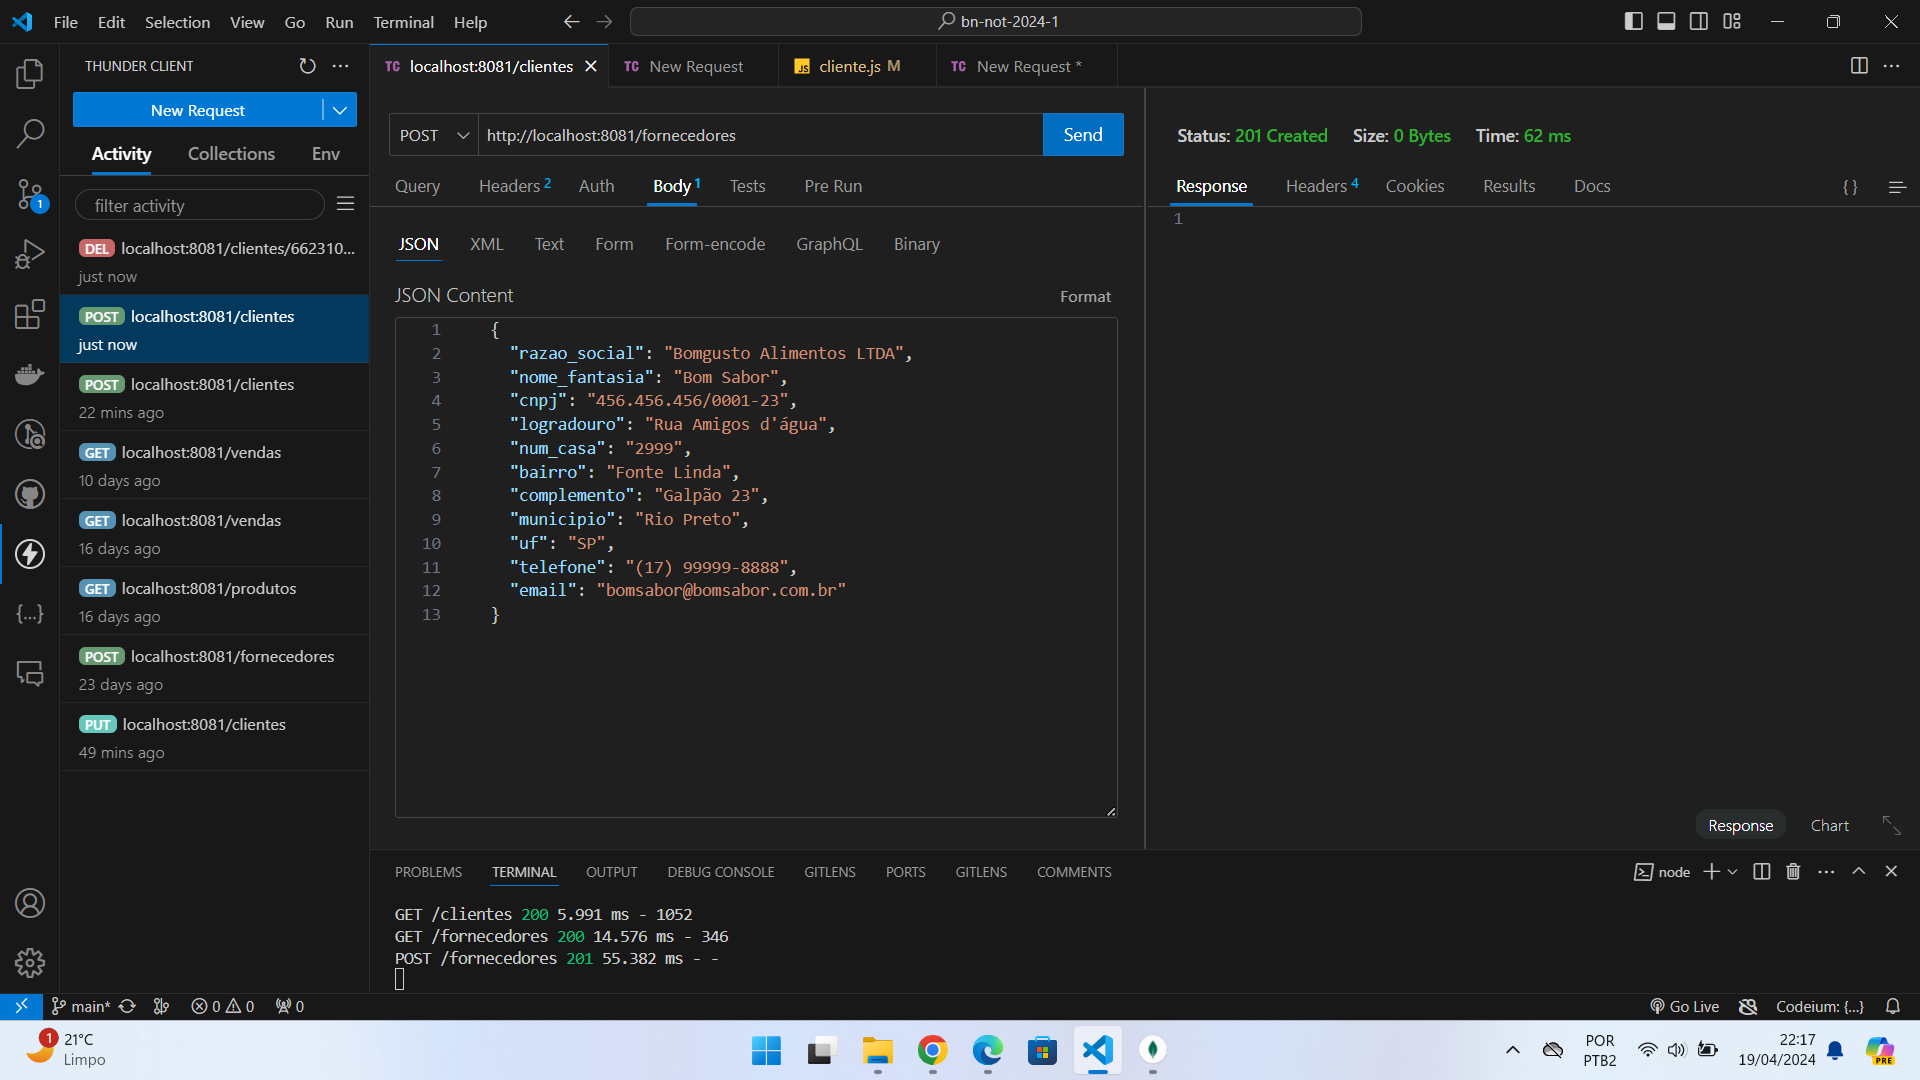 File Edit Selection View Go Run Terminal Help
bn-not-2024-1
THUNDER CLIENT
New Request
Activity Collections Env
filter activity
DEL localhost:8081/clientes/662310...
just now
POST localhost:8081/clientes
just now
POST localhost:8081/clientes
22 mins ago
GET localhost:8081/vendas
10 days ago
GET localhost:8081/vendas
16 days ago
GET localhost:8081/produtos
16 days ago
POST localhost:8081/fornecedores
23 days ago
PUT localhost:8081/clientes
49 mins ago
TC localhost:8081/clientes
TC New Request
JS cliente.js M
TC New Request *
POST http://localhost:8081/fornecedores Send
Query Headers 2 Auth Body 1 Tests Pre Run
JSON XML Text Form Form-encode GraphQL Binary
JSON Content Format
1 {
2 "razao_social": "Bomgusto Alimentos LTDA",
3 "nome_fantasia": "Bom Sabor",
4 "cnpj": "456.456.456/0001-23",
5 "logradouro": "Rua Amigos d'água",
6 "num_casa": "2999",
7 "bairro": "Fonte Linda",
8 "complemento": "Galpão 23",
9 "municipio": "Rio Preto",
10 "uf": "SP",
11 "telefone": "(17) 99999-8888",
12 "email": "bomsabor@bomsabor.com.br"
13 }
Status: 201 Created Size: 0 Bytes Time: 62 ms
Response Headers 4 Cookies Results Docs { }
1
Response Chart
PROBLEMS TERMINAL OUTPUT DEBUG CONSOLE GITLENS PORTS GITLENS COMMENTS
node
GET /clientes 200 5.991 ms - 1052
GET /fornecedores 200 14.576 ms - 346
POST /fornecedores 201 55.382 ms - -
1
main* 0 0 0
Go Live Codeium: {...}
1 21°C
Limpo
POR
PTB2
22:17
19/04/2024
PRE